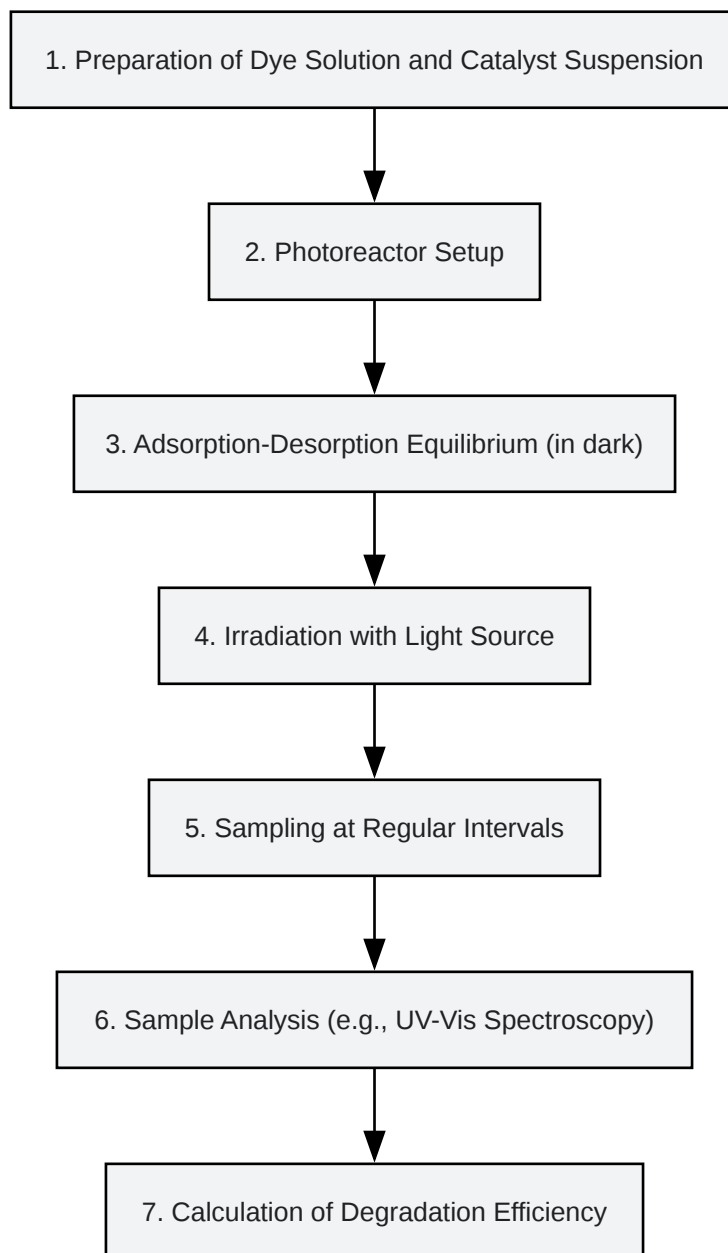 1. Preparation of Dye Solution and Catalyst Suspension
2. Photoreactor Setup
3. Adsorption-Desorption Equilibrium (in dark)
4. Irradiation with Light Source
5. Sampling at Regular Intervals
6. Sample Analysis (e.g., UV-Vis Spectroscopy)
7. Calculation of Degradation Efficiency